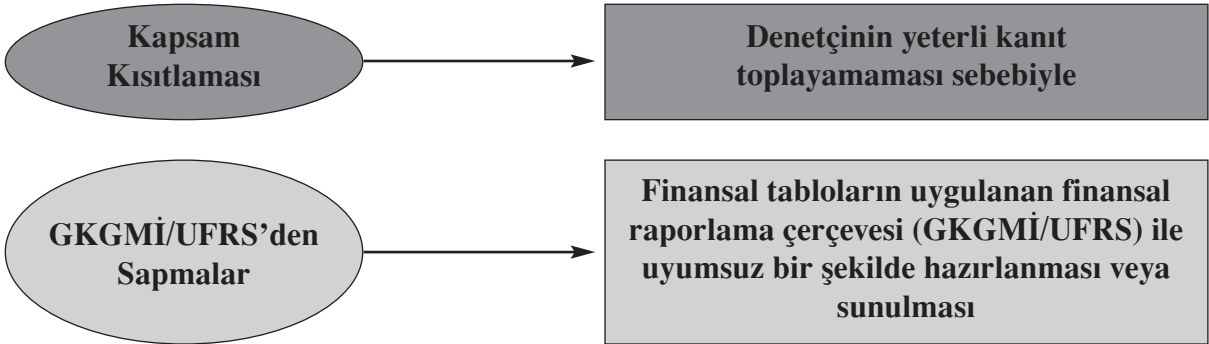 Kapsam
Kısıtlaması
Denetçinin yeterli kanıt
toplayamaması sebebiyle
GKGMİ/UFRS’den
Sapmalar
Finansal tabloların uygulanan finansal
raporlama çerçevesi (GKGMİ/UFRS) ile
uyumsuz bir şekilde hazırlanması veya
sunulması